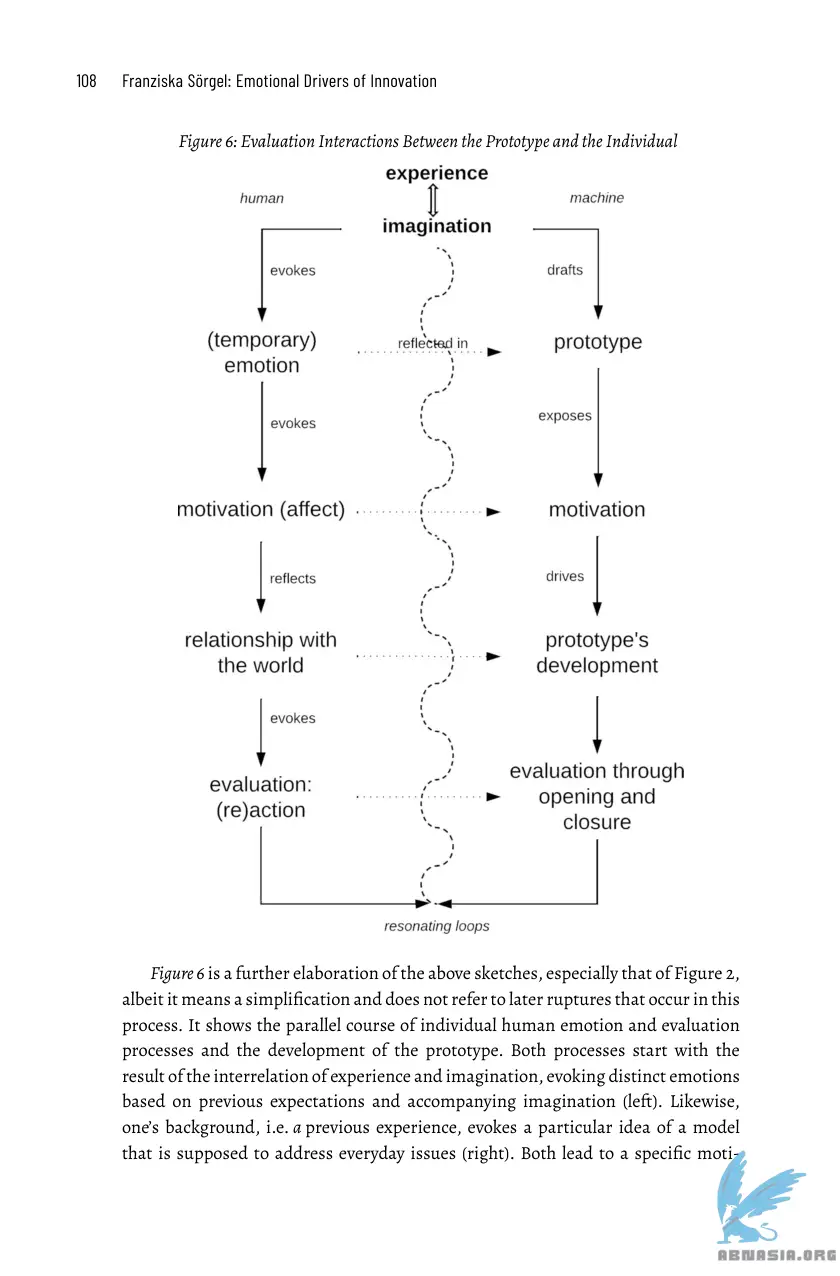 108 Franziska Sörgel: Emotional Drivers of Innovation
Figure 6: Evaluation Interactions Between the Prototype and the Individual
experience
human
machine
imagination
evokes
drafts
(temporary)
emotion
reflected in
prototype
evokes
exposes
motivation (affect)
motivation
reflects
drives
relationship with
the world
prototype's
development
evokes
evaluation:
(re)action
evaluation through
opening and
closure
resonating loops
Figure 6 is a further elaboration of the above sketches, especially that of Figure 2,
albeit it means a simplification and does not refer to later ruptures that occur in this
process. It shows the parallel course of individual human emotion and evaluation
processes and the development of the prototype. Both processes start with the
result of the interrelation of experience and imagination, evoking distinct emotions
based on previous expectations and accompanying imagination (left). Likewise,
one's background, i.e. a previous experience, evokes a particular idea of a model
that is supposed to address everyday issues (right). Both lead to a specific moti-
ABNASIA.ORG